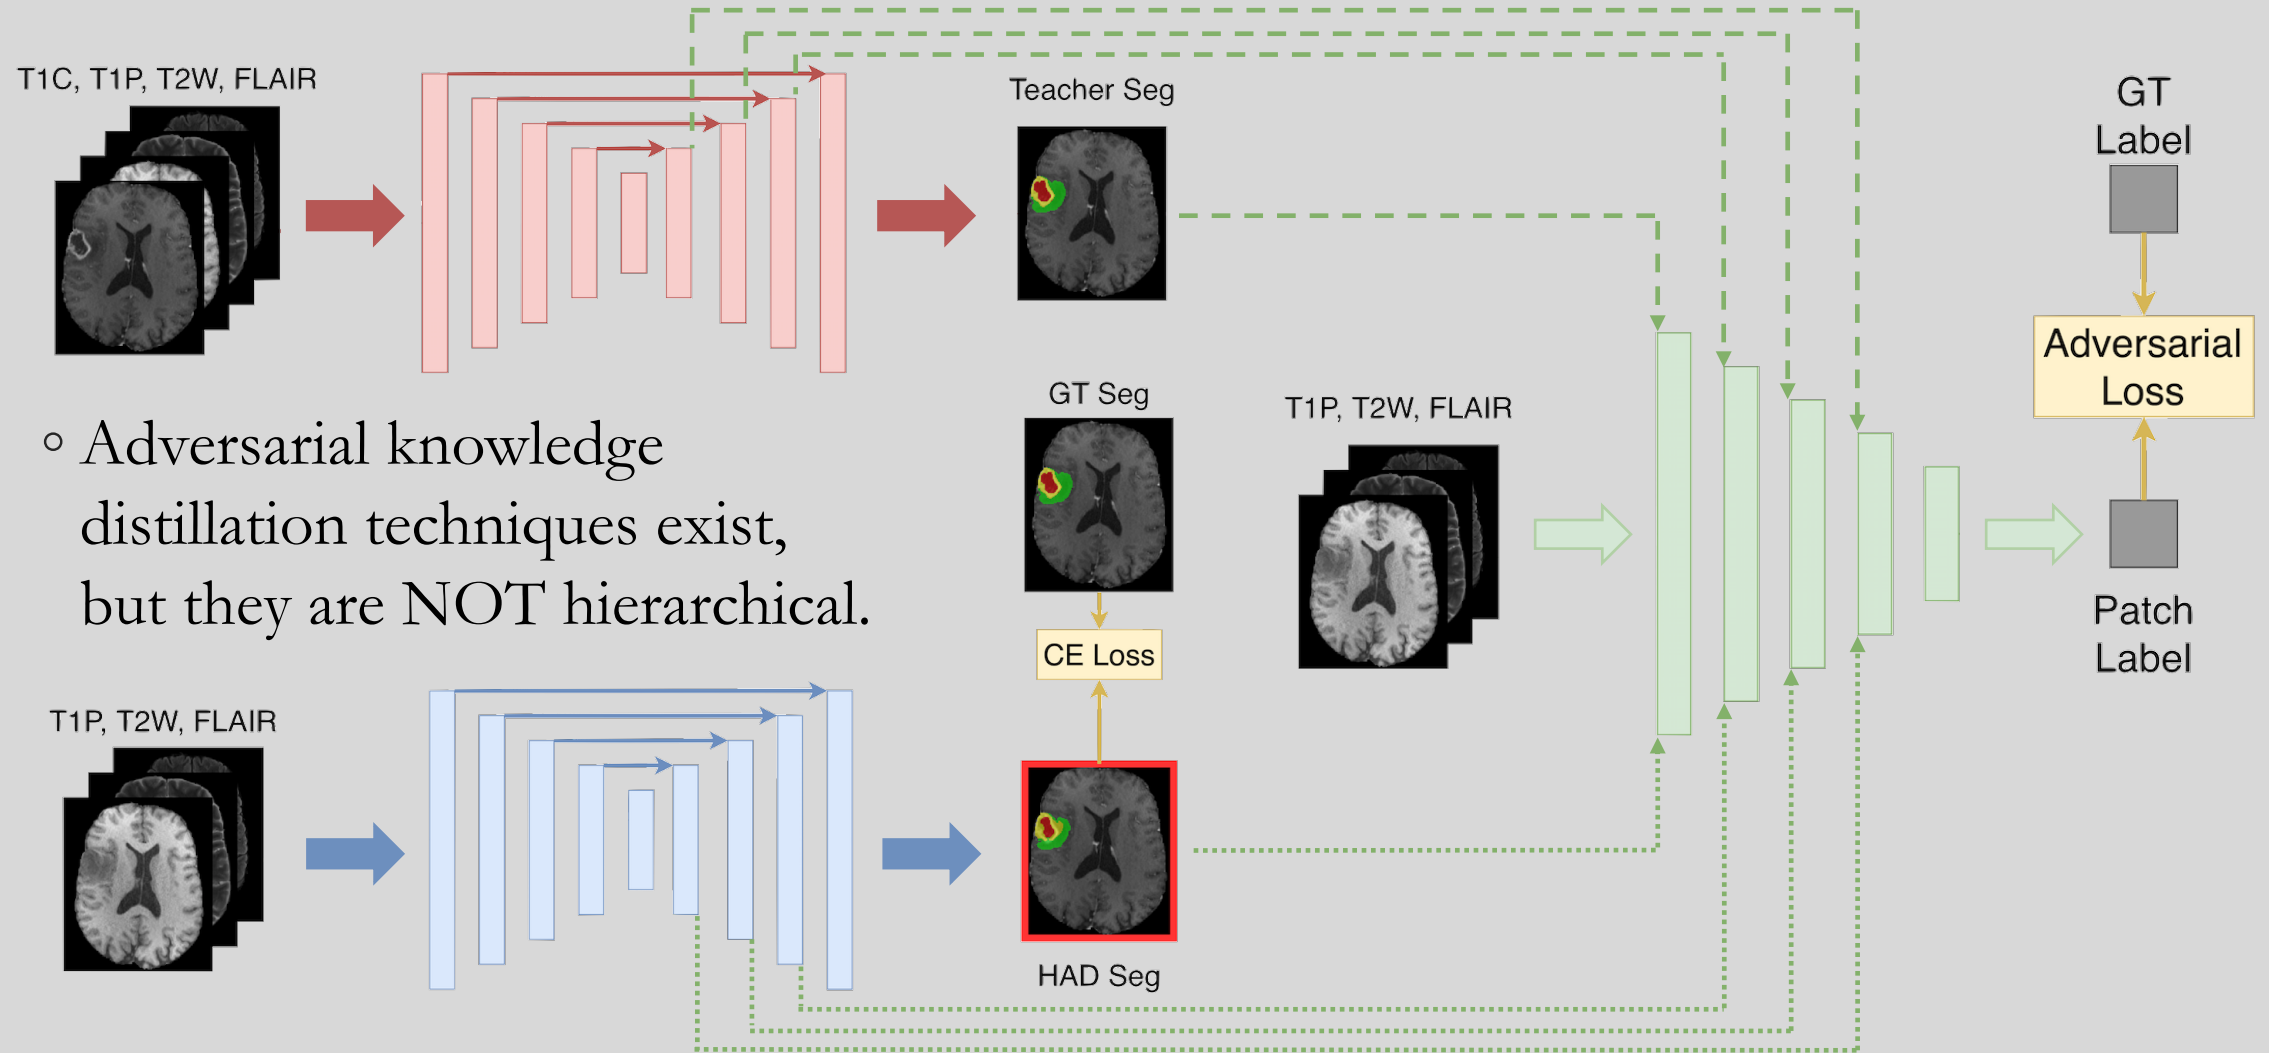 T1C, T1P, T2W, FLAIR
Teacher Seg
GT
Label
Adversarial
Loss
GT Seg
T1P, T2W, FLAIR
◦ Adversarial knowledge
distillation techniques exist,
but they are NOT hierarchical.
CE Loss
Patch
Label
T1P, T2W, FLAIR
HAD Seg